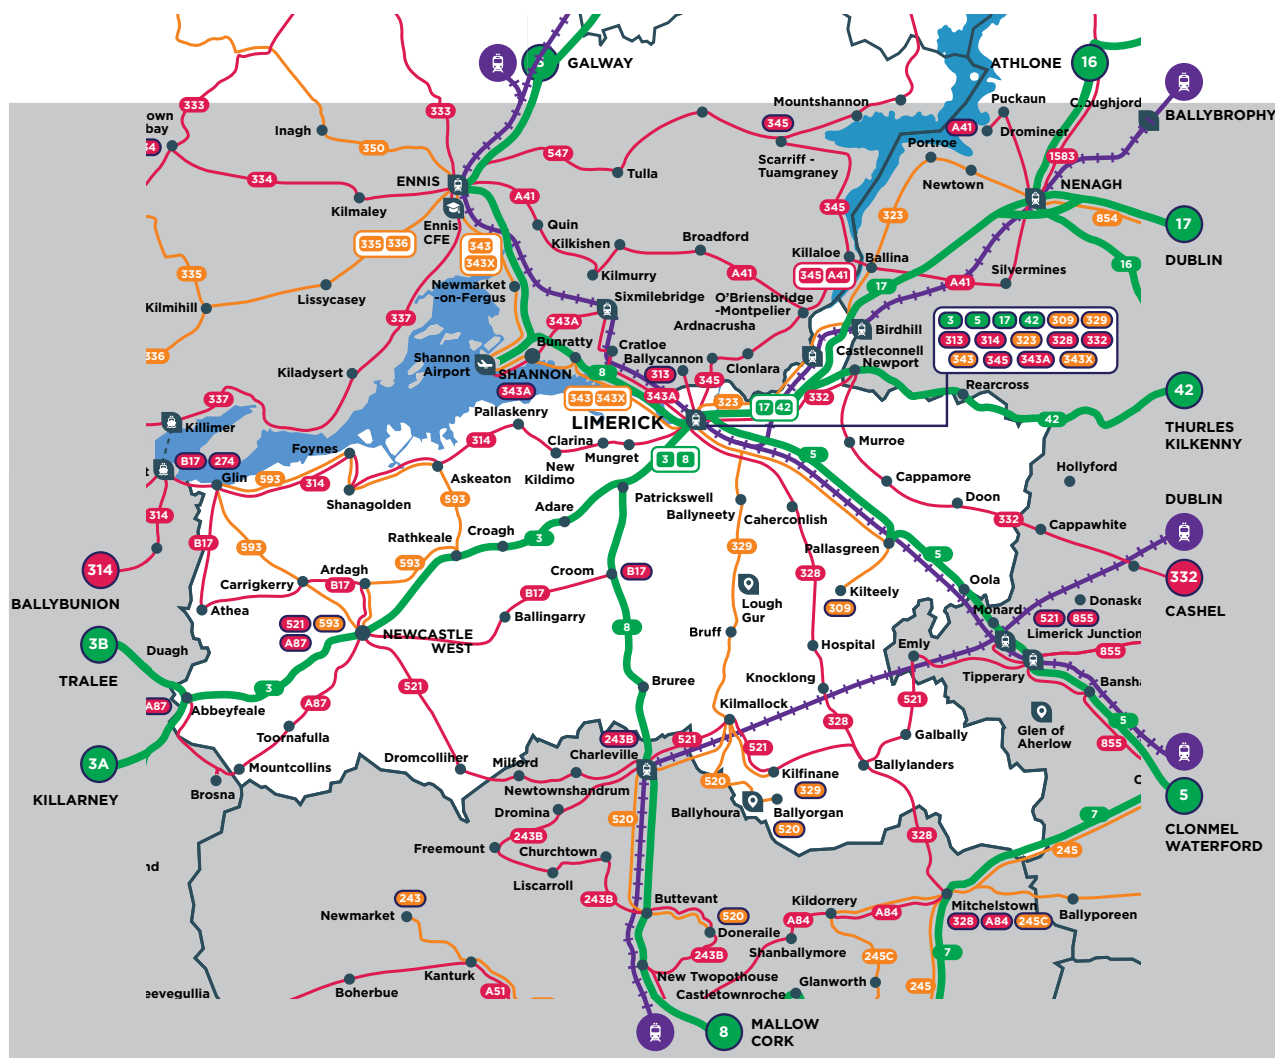 GALWAY
ATHLONE
16
333
333
own
bay
Mountshannon
Puckaun
BALLYBROPHY
345
A41
Dromineer
Inagh
350
547
Scarriff -
Tuamgraney
Portroe
1583
334
ENNIS
Tulla
Newtown
NENAGH
Kilmaley
A41
345
323
854
17
DUBLIN
Ennis
CFE
Quin
335 336
343
343X
Kilkishen
Broadford
Killaloe
Ballina
16
335
Kilmurry
A41
345 A41
A41
Silvermines
17
Lissycasey
Newmarket
-on-Fergus
Sixmilebridge
O'Briensbridge
-Montpelier
Kilmihill
337
343A
Ardnacrusha
Birdhill
3 5 17 42 309 329
313 314 323 328 332
343 345 343A 343X
336
Bunratty
Cratloe
Ballycannon
Castleconnell
Newport
Shannon
Airport
SHANNON
8
313
345
Clonlara
Kiladysert
343A
343 343X
343A
323
17 42
332
Rearcross
42
42
THURLES
KILKENNY
337
Pallaskenry
LIMERICK
Killimer
314
Clarina
Mungret
New
Kildimo
3 8
5
Murroe
Hollyford
B17 274
Foynes
Glin
593
314
Askeaton
Shanagolden
593
Patrickswell
Ballyneety
Cappamore
Doon
DUBLIN
314
Adare
Caherconlish
332
Cappawhite
B17
593
Croagh
3
Rathkeale
593
329
Pallasgreen
5
314
BALLYBUNION
Ardagh
Carrigkerry
B17
Croom
B17
328
Oola
332
CASHEL
Athea
B17
Ballingarry
Lough
Gur
Kilteely
309
Monard
521 855
Limerick Junction
521 593
A87
NEWCASTLE
WEST
8
Bruff
Hospital
Emly
855
3B
TRALEE
Duagh
Tipperary
3
521
Bruree
Knocklong
521
A87
A87
Abbeyfeale
Kilmallock
Glen of
Aherlow
5
Toornafulla
328
Galbally
855
3A
KILLARNEY
243B
Charleville
521
521
Dromcolliher
Milford
Mountcollins
Brosna
Newtownshandrum
520
Kilfinane
329
Ballylanders
5
CLONMEL
WATERFORD
Dromina
520
Ballyhoura
Ballyorgan
520
7
243B
328
Freemount
Churchtown
245
Liscarroll
243
243B
Newmarket
Buttevant
520
Doneraile
Kildorrery
A84
A84
Mitchelstown
328 A84 245C
Ballyporeen
243B
Shanballymore
245C
7
Kanturk
New Twopothouse
Glanworth
245
eevegullia
Boherbue
A51
Castletownroche
8
MALLOW
CORK